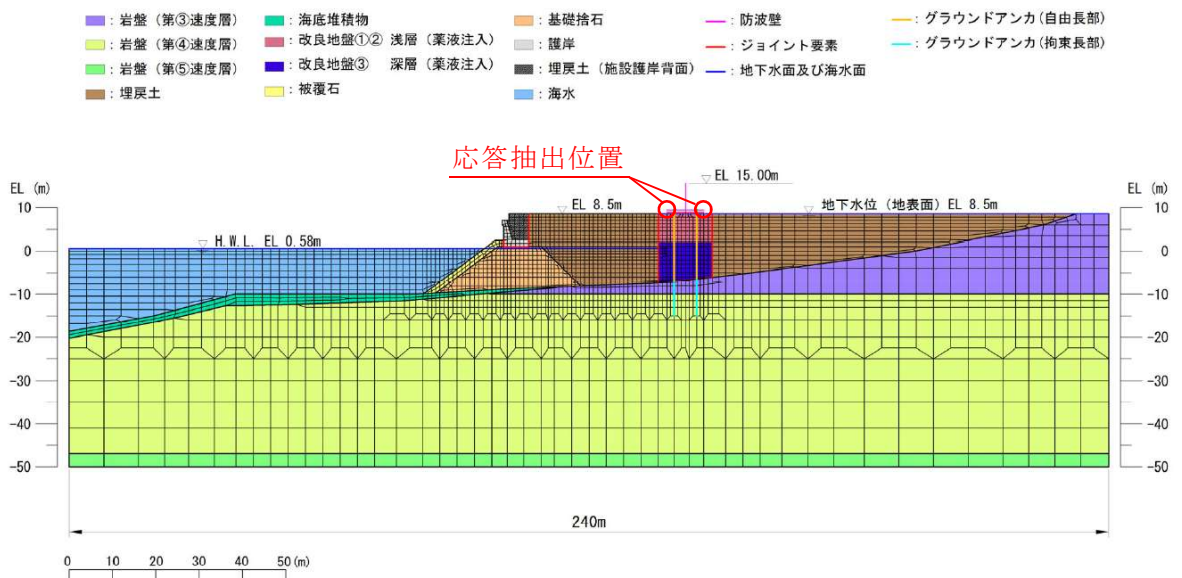 ：岩盤（第③速度層）
：海底堆積物
：基礎捨石
：防波壁
：グラウンドアンカ(自由長部)
：岩盤（第④速度層）
：改良地盤①② 浅層（薬液注入）
：護岸
：ジョイント要素
：グラウンドアンカ(拘束長部)
：岩盤（第⑤速度層）
：改良地盤③ 深層（薬液注入）
：埋戻土（施設護岸背面）
：地下水面及び海水面
：埋戻土
：被覆石
：海水
応答抽出位置
EL 15.00m
EL (m)
EL 8.5m
地下水位（地表面）EL 8.5m
EL (m)
10
10
H.W.L. EL 0.58m
0
0
-10
-10
-20
-20
-30
-30
-40
-40
-50
-50
240m
0 10 20 30 40 50(m)